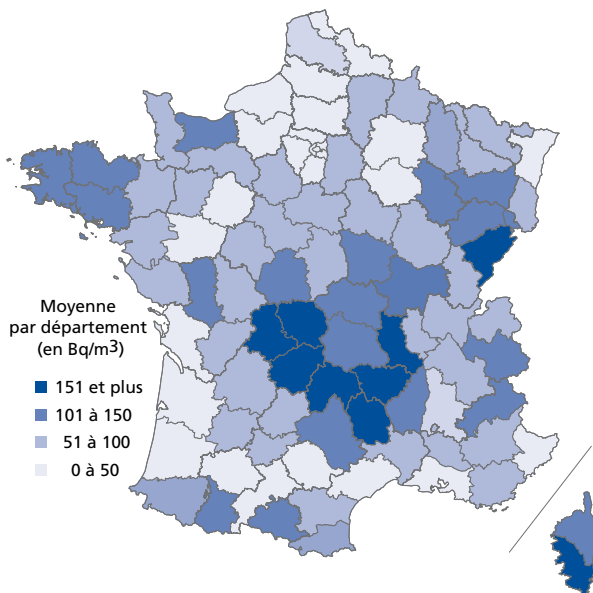 Moyenne
par département
(en Bq/m3)
151 et plus
101 à 150
51 à 100
0 à 50